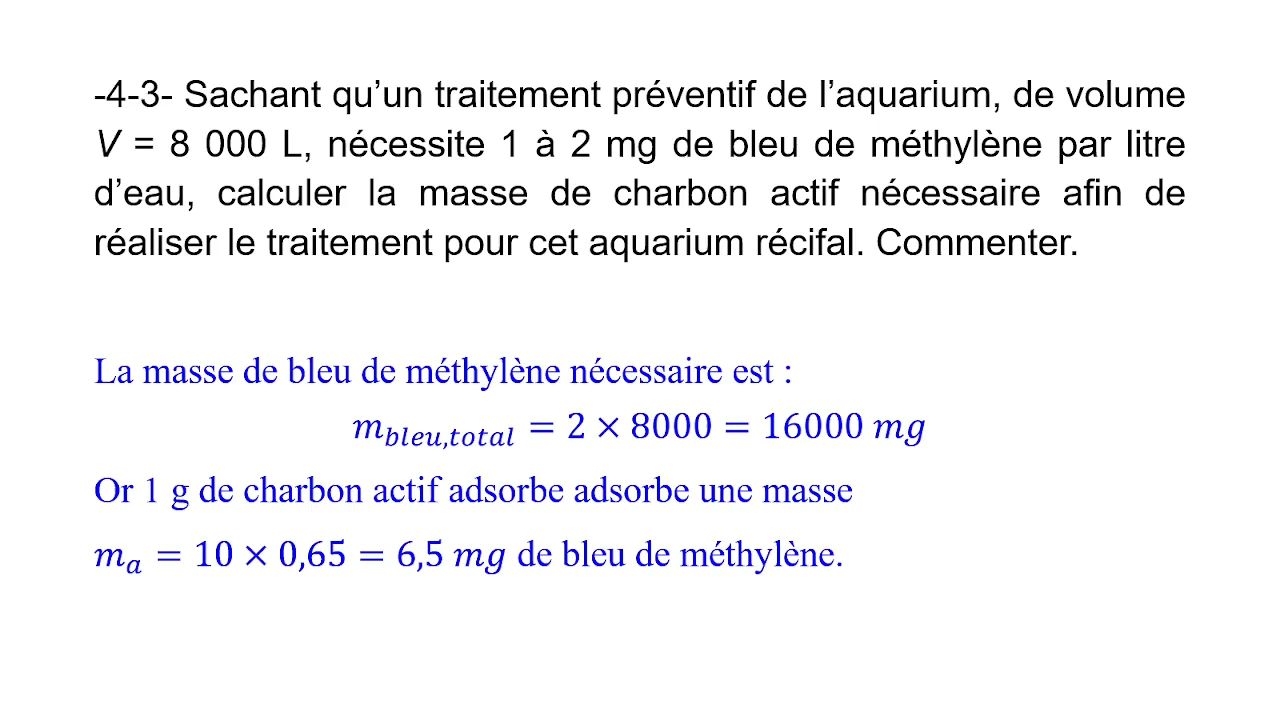 -4-3- Sachant qu’un traitement préventif de l’aquarium, de volume
V = 8 000 L, nécessite 1 à 2 mg de bleu de méthylène par litre
d’eau, calculer la masse de charbon actif nécessaire afin de
réaliser le traitement pour cet aquarium récifal. Commenter.
La masse de bleu de méthylène nécessaire est :
m_{bleu,total} = 2 × 8000 = 16000 mg
Or 1 g de charbon actif adsorbe adsorbe une masse
m_a = 10 × 0,65 = 6,5 mg de bleu de méthylène.